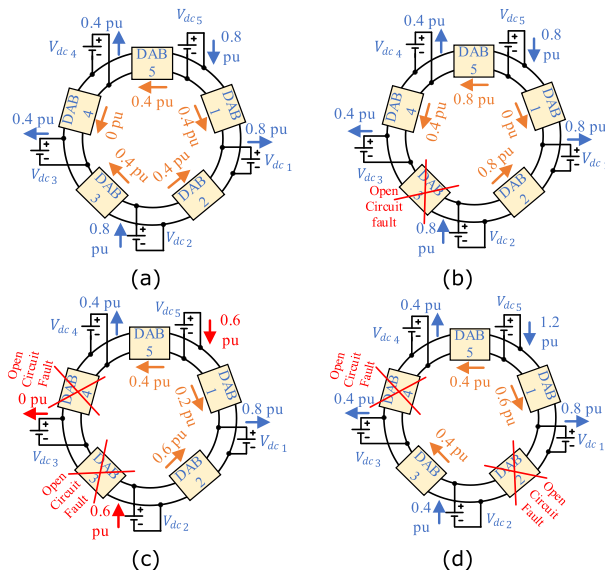 0.4 pu
V_dc4
V_dc5
0.8
pu
DAB
5
0.4 pu
DAB
4
0 pu
DAB
1
0.4 pu
0.4 pu
0.8 pu
V_dc3
V_dc1
0.4 pu
0.4 pu
DAB
3
DAB
2
0.8
pu
V_dc2
(a)
0.4 pu
V_dc4
V_dc5
0.8
pu
DAB
5
0.8 pu
DAB
4
0.4 pu
DAB
1
0 pu
0.4 pu
0.8 pu
V_dc3
V_dc
0.8 pu
DAB
3
DAB
2
Open
Circuit
fault
0.8
pu
V_dc2
(b)
0.4 pu
V_dc4
V_dc5
0.6
pu
Open
Circuit
Fault
DAB
5
0.4 pu
DAB
4
DAB
1
0.2 pu
0 pu
0.8 pu
V_dc3
V_dc1
0.6 pu
DAB
3
DAB
2
Open
Circuit
Fault
0.6
pu
V_dc2
(c)
0.4 pu
V_dc4
V_dc5
1.2
pu
Open
Circuit
Fault
DAB
5
0.4 pu
DAB
4
DAB
1
0.6 pu
0.4 pu
0.8 pu
V_dc3
V_dc1
0.4 pu
DAB
3
DAB
2
Open
Circuit
Fault
0.4
pu
V_dc2
(d)